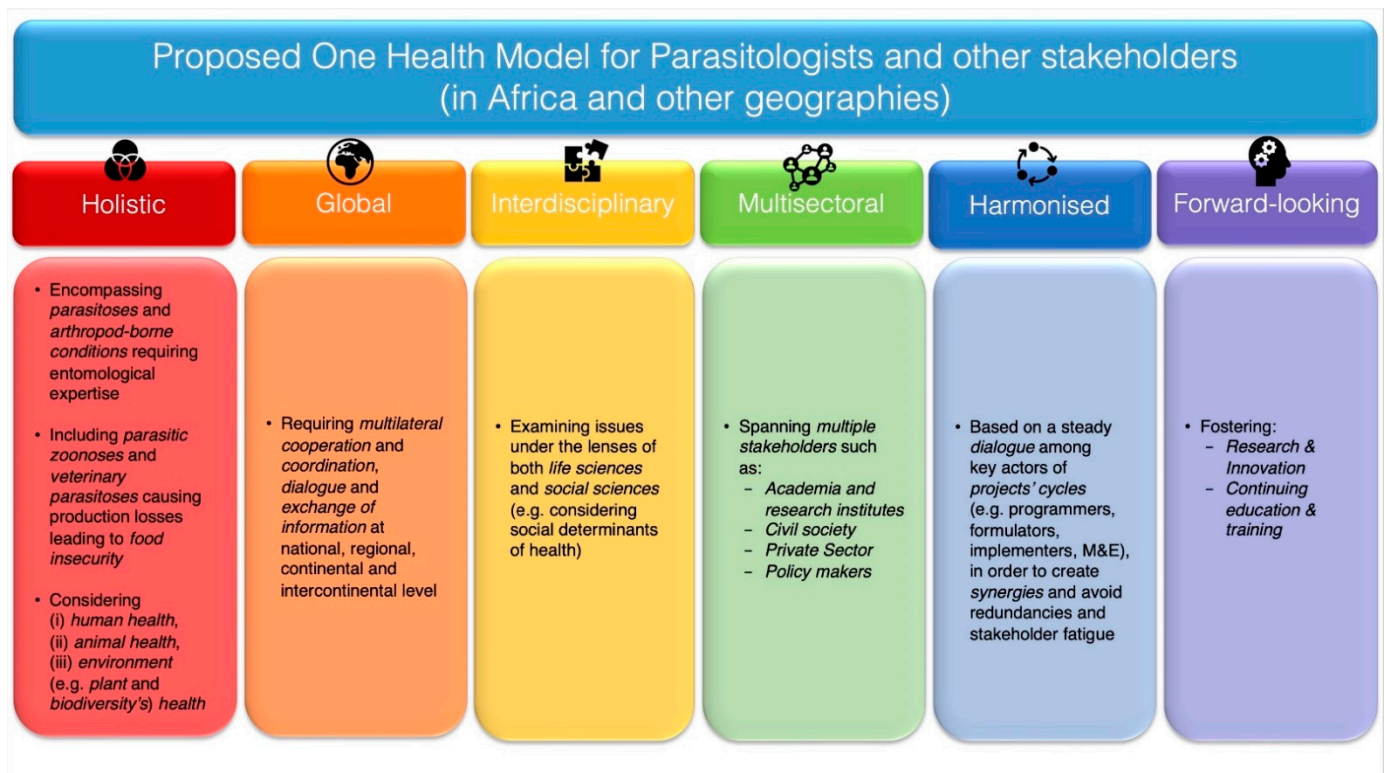 Proposed One Health Model for Parasitologists and other stakeholders
(in Africa and other geographies)
Holistic
Global
Interdisciplinary
Multisectoral
Harmonised
Forward-looking
• Encompassing
parasitoses and
arthropod-borne
conditions requiring
entomological
expertise
• Including parasitic
zoonoses and
veterinary
parasitoses causing
production losses
leading to food
insecurity
• Considering
(i) human health,
(ii) animal health,
(iii) environment
(e.g. plant and
biodiversity's) health
• Requiring multilateral
cooperation and
coordination,
dialogue and
exchange of
information at
national, regional,
continental and
intercontinental level
• Examining issues
under the lenses of
both life sciences
and social sciences
(e.g. considering
social determinants
of health)
• Spanning multiple
stakeholders such
as:
– Academia and
research institutes
– Civil society
– Private Sector
– Policy makers
• Based on a steady
dialogue among
key actors of
projects' cycles
(e.g. programmers,
formulators,
implementers, M&E),
in order to create
synergies and avoid
redundancies and
stakeholder fatigue
• Fostering:
– Research &
Innovation
– Continuing
education &
training